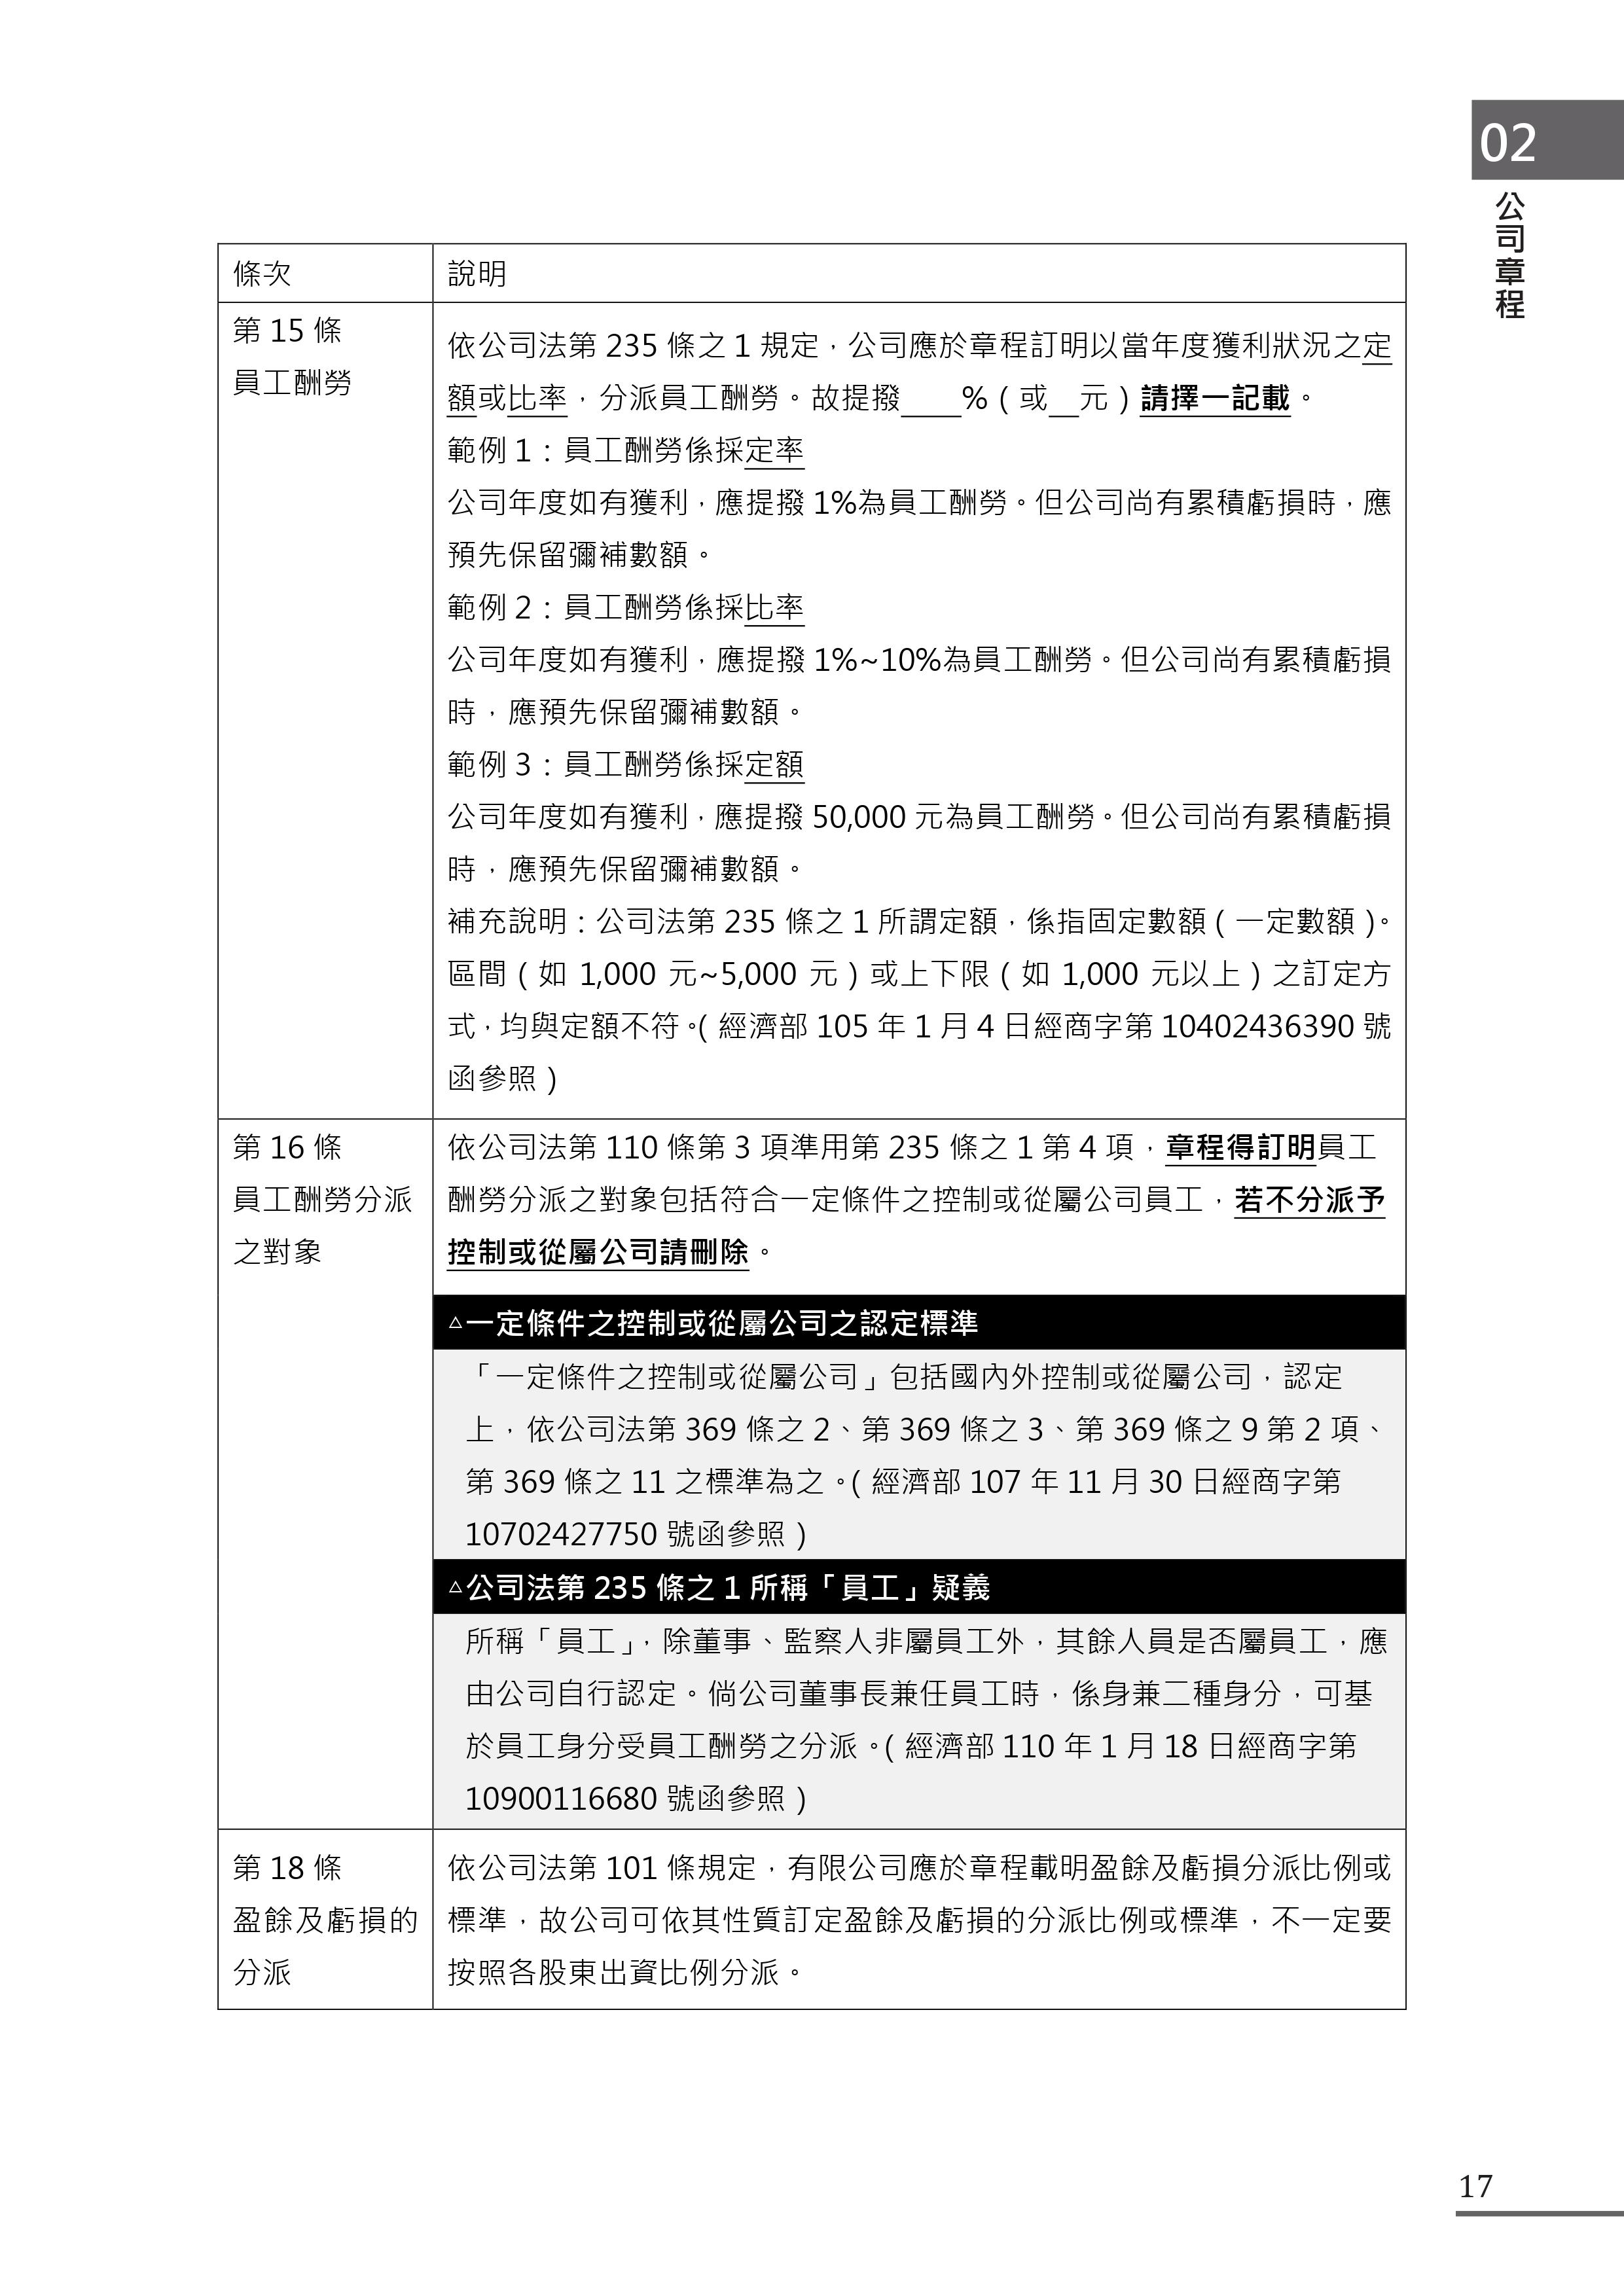 02
公司章程
條次
說明
第 15 條
員工酬勞
依公司法第 235 條之 1 規定，公司應於章程訂明以當年度獲利狀況之定
額或比率，分派員工酬勞。故提撥____%（或__元）請擇一記載。
範例 1：員工酬勞係採定率
公司年度如有獲利，應提撥 1%為員工酬勞。但公司尚有累積虧損時，應
預先保留彌補數額。
範例 2：員工酬勞係採比率
公司年度如有獲利，應提撥 1%~10%為員工酬勞。但公司尚有累積虧損
時，應預先保留彌補數額。
範例 3：員工酬勞係採定額
公司年度如有獲利，應提撥 50,000 元為員工酬勞。但公司尚有累積虧損
時，應預先保留彌補數額。
補充說明：公司法第 235 條之 1 所謂定額，係指固定數額（一定數額）。
區間（如 1,000 元~5,000 元）或上下限（如 1,000 元以上）之訂定方
式，均與定額不符。（經濟部 105 年 1 月 4 日經商字第 10402436390 號
函參照）
第 16 條
員工酬勞分派
之對象
依公司法第 110 條第 3 項準用第 235 條之 1 第 4 項，章程得訂明員工
酬勞分派之對象包括符合一定條件之控制或從屬公司員工，若不分派予
控制或從屬公司請刪除。
△一定條件之控制或從屬公司之認定標準
「一定條件之控制或從屬公司」包括國內外控制或從屬公司，認定
上，依公司法第 369 條之 2、第 369 條之 3、第 369 條之 9 第 2 項、
第 369 條之 11 之標準為之。（經濟部 107 年 11 月 30 日經商字第
10702427750 號函參照）
△公司法第 235 條之 1 所稱「員工」疑義
所稱「員工」，除董事、監察人非屬員工外，其餘人員是否屬員工，應
由公司自行認定。倘公司董事長兼任員工時，係身兼二種身分，可基
於員工身分受員工酬勞之分派。（經濟部 110 年 1 月 18 日經商字第
10900116680 號函參照）
第 18 條
盈餘及虧損的
分派
依公司法第 101 條規定，有限公司應於章程載明盈餘及虧損分派比例或
標準，故公司可依其性質訂定盈餘及虧損的分派比例或標準，不一定要
按照各股東出資比例分派。
17